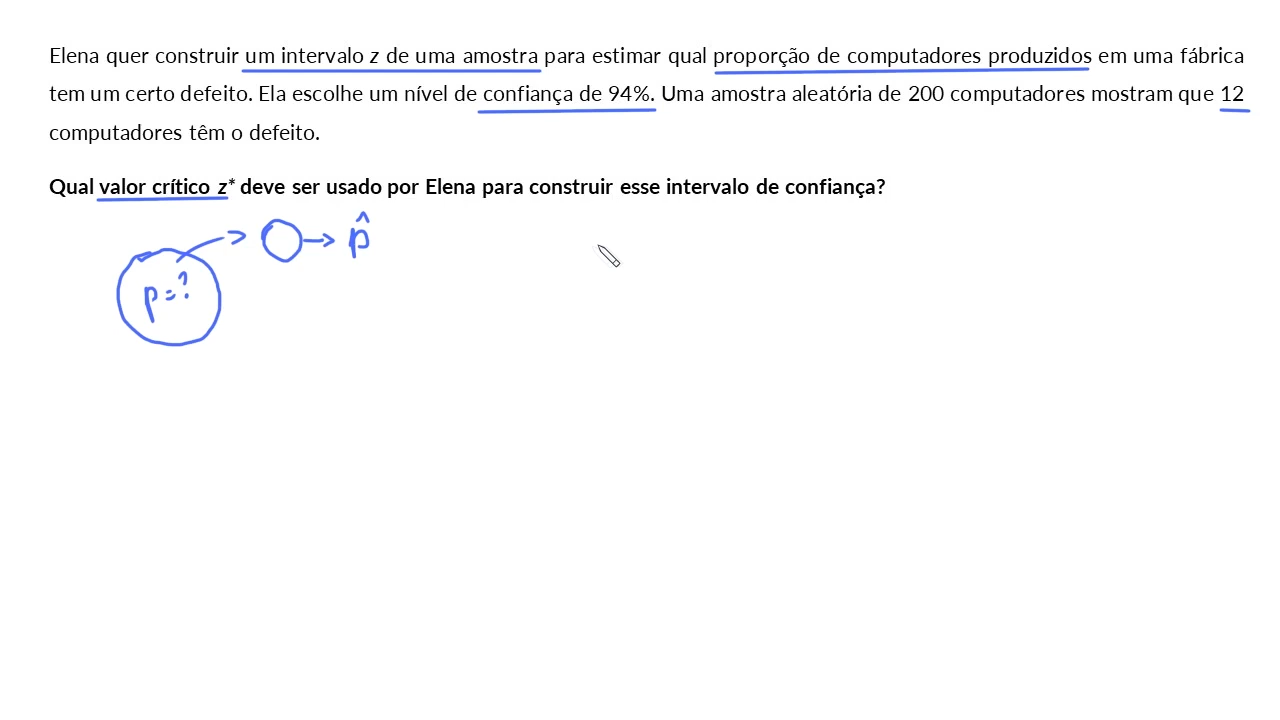 Elena quer construir um intervalo z de uma amostra para estimar qual proporção de computadores produzidos em uma fábrica
tem um certo defeito. Ela escolhe um nível de confiança de 94%. Uma amostra aleatória de 200 computadores mostram que 12
computadores têm o defeito.
Qual valor crítico z* deve ser usado por Elena para construir esse intervalo de confiança?
p̂
p=?